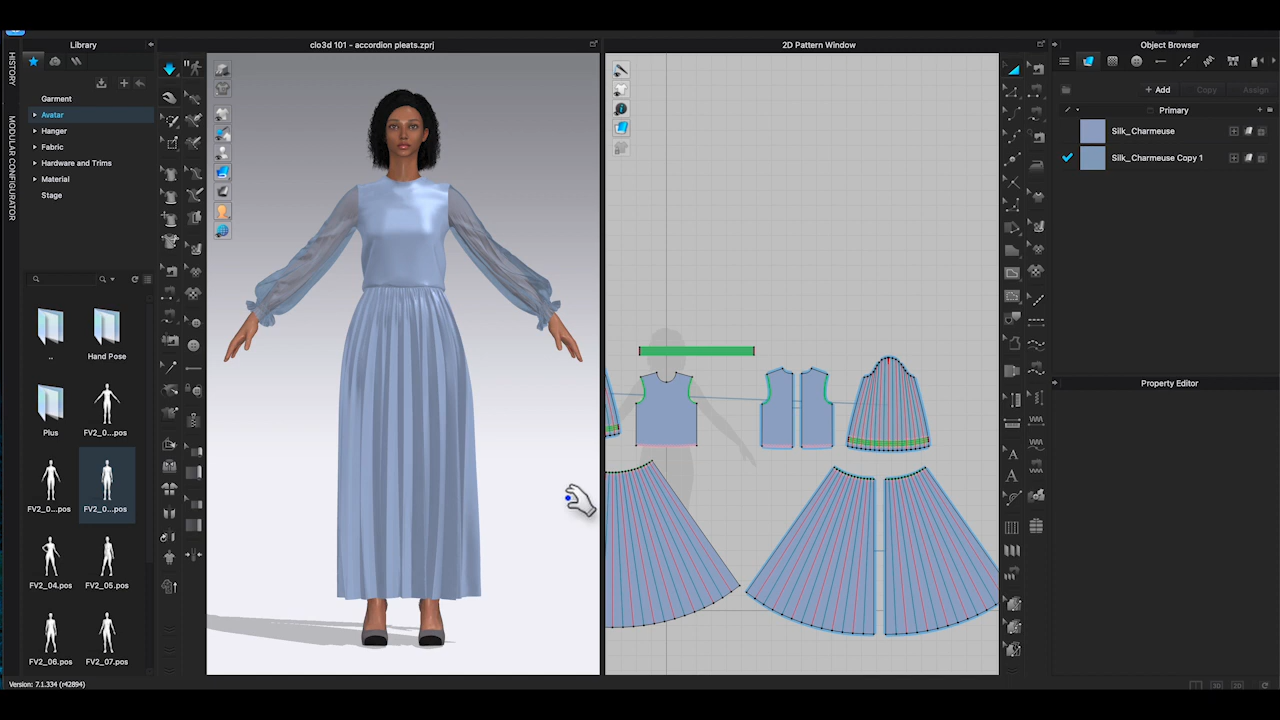 Library
clo3d 101 - accordion pleats.zprj
2D Pattern Window
Object Browser
HISTORY
MODULAR CONFIGURATOR
Garment
Avatar
Hanger
Fabric
Hardware and Trims
Material
Stage
+ Add
Copy
Assign
Primary
Silk_Charmeuse
Silk_Charmeuse Copy 1
Property Editor
..
Hand Pose
Plus
FV2_0...pos
FV2_0...pos
FV2_0...pos
FV2_04.pos
FV2_05.pos
FV2_06.pos
FV2_07.pos
Version: 7.1.334 (r42894)
3D
2D